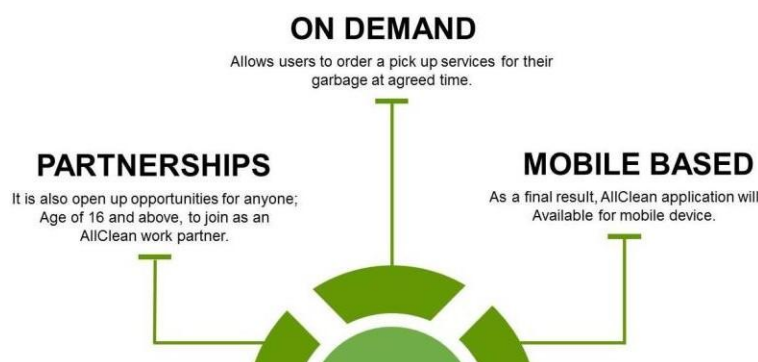 ON DEMAND
Allows users to order a pick up services for their
garbage at agreed time.
PARTNERSHIPS
It is also open up opportunities for anyone;
Age of 16 and above, to join as an
AllClean work partner.
MOBILE BASED
As a final result, AllClean application will
Available for mobile device.